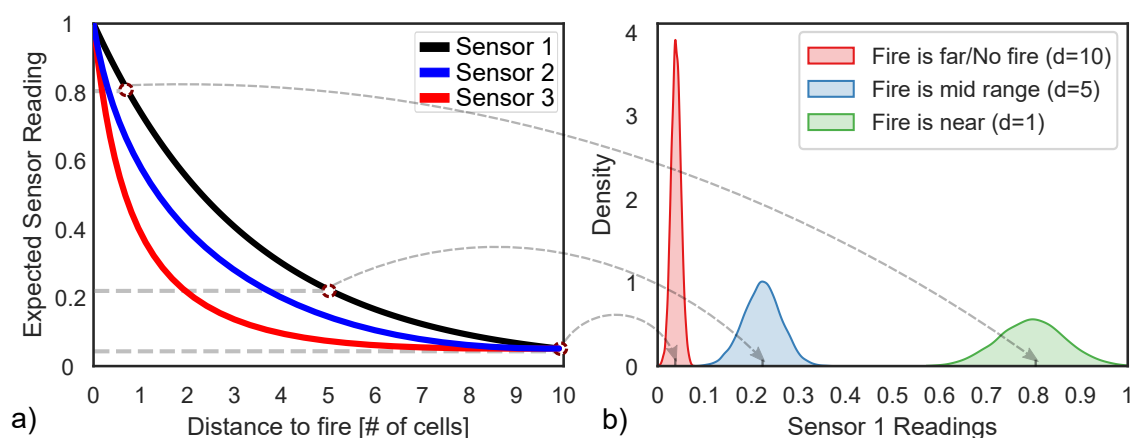 1
0.8
0.6
0.4
0.2
0
Expected Sensor Reading
Sensor 1
Sensor 2
Sensor 3
0 1 2 3 4 5 6 7 8 9 10
Distance to fire [# of cells]
a)
4
3
2
1
0
Density
Fire is far/No fire (d=10)
Fire is mid range (d=5)
Fire is near (d=1)
0 0.1 0.2 0.3 0.4 0.5 0.6 0.7 0.8 0.9 1
Sensor 1 Readings
b)